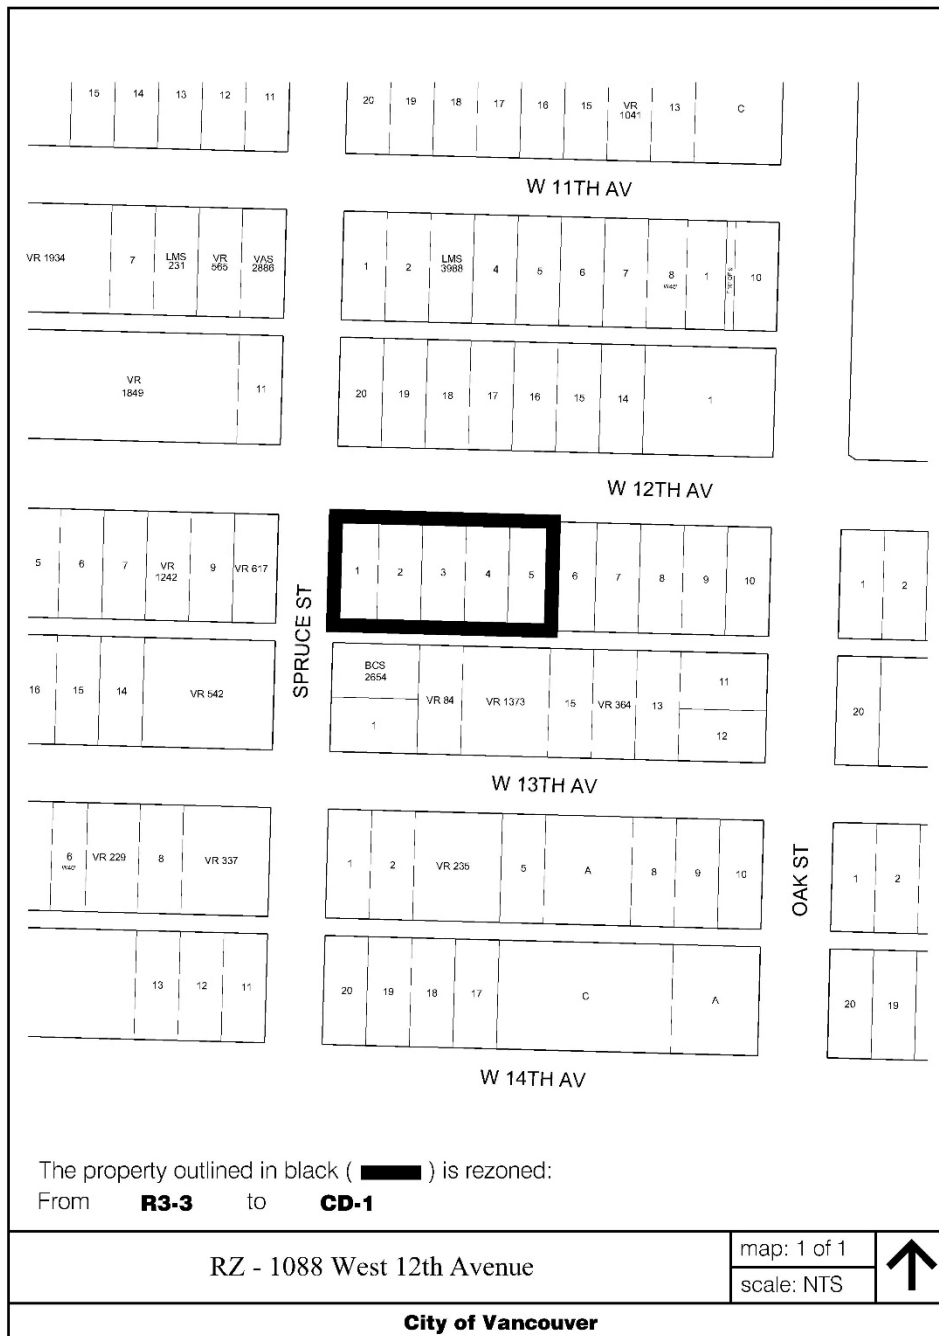 15 14 13 12 11 20 19 18 17 16 15 VR 1041 13 C
W 11TH AV
VR 1934 7 LMS 231 VR 565 VAS 2886 1 2 LMS 3988 4 5 6 7 8 W40' 1 10
VR 1849 11 20 19 18 17 16 15 14 1
W 12TH AV
5 6 7 VR 1242 9 VR 617 1 2 3 4 5 6 7 8 9 10 1 2
SPRUCE ST
16 15 14 VR 542 BCS 2654 1 VR 84 VR 1373 15 VR 364 13 11 12 20
W 13TH AV
6 W40' VR 229 8 VR 337 1 2 VR 235 5 A 8 9 10 1 2
OAK ST
13 12 11 20 19 18 17 C A 20 19
W 14TH AV
The property outlined in black ( ) is rezoned:
From R3-3 to CD-1
RZ - 1088 West 12th Avenue
map: 1 of 1
scale: NTS
City of Vancouver